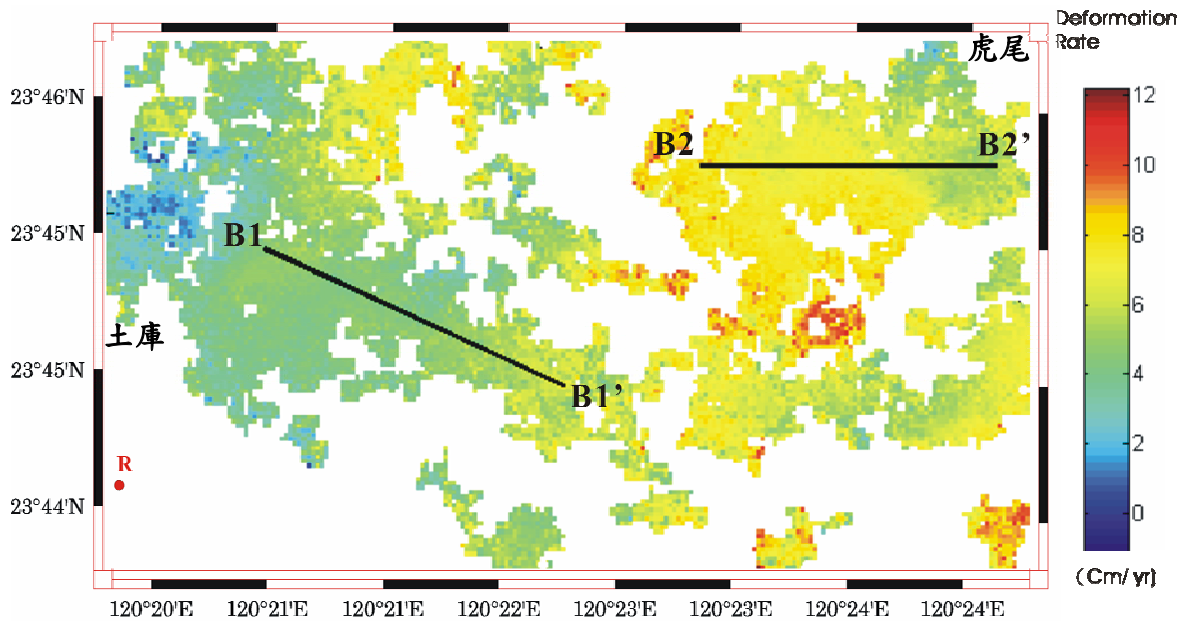 Deformation
Rate
虎尾
23°46'N
12
B2
B2’
10
23°45'N
B1
8
6
土庫
23°45'N
4
B1’
2
R
23°44'N
0
(Cm/yr)
120°20'E
120°21'E
120°21'E
120°22'E
120°23'E
120°23'E
120°24'E
120°24'E